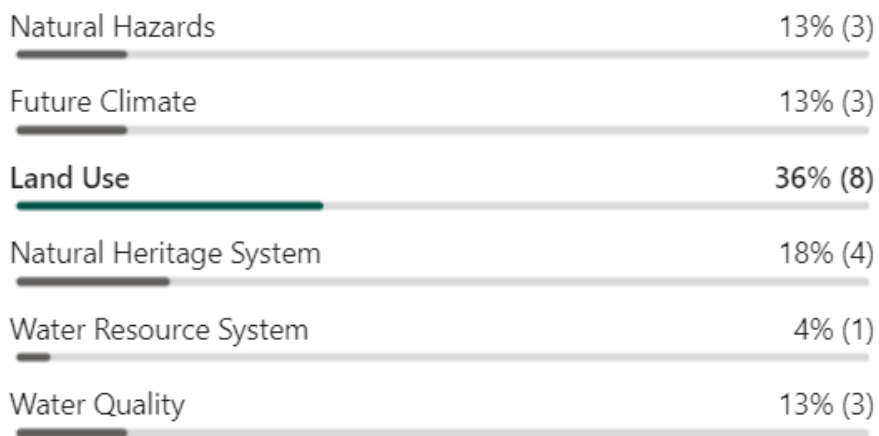 Natural Hazards 13% (3)
Future Climate 13% (3)
Land Use 36% (8)
Natural Heritage System 18% (4)
Water Resource System 4% (1)
Water Quality 13% (3)